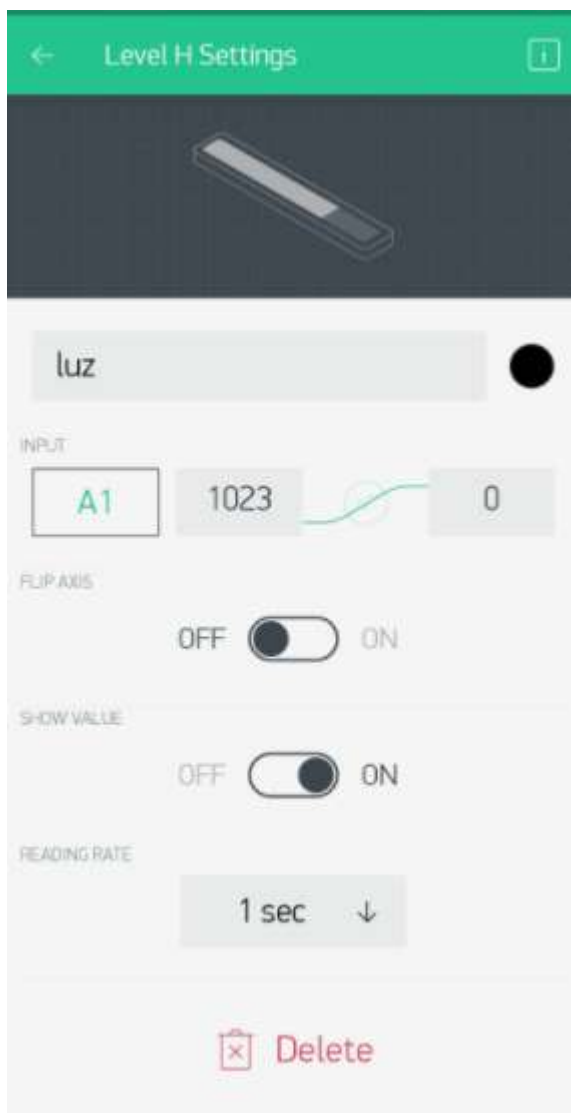 Level H Settings
luz
INPUT
A1 1023 0
FLIP AXIS
OFF ON
SHOW VALUE
OFF ON
READING RATE
1 sec
Delete